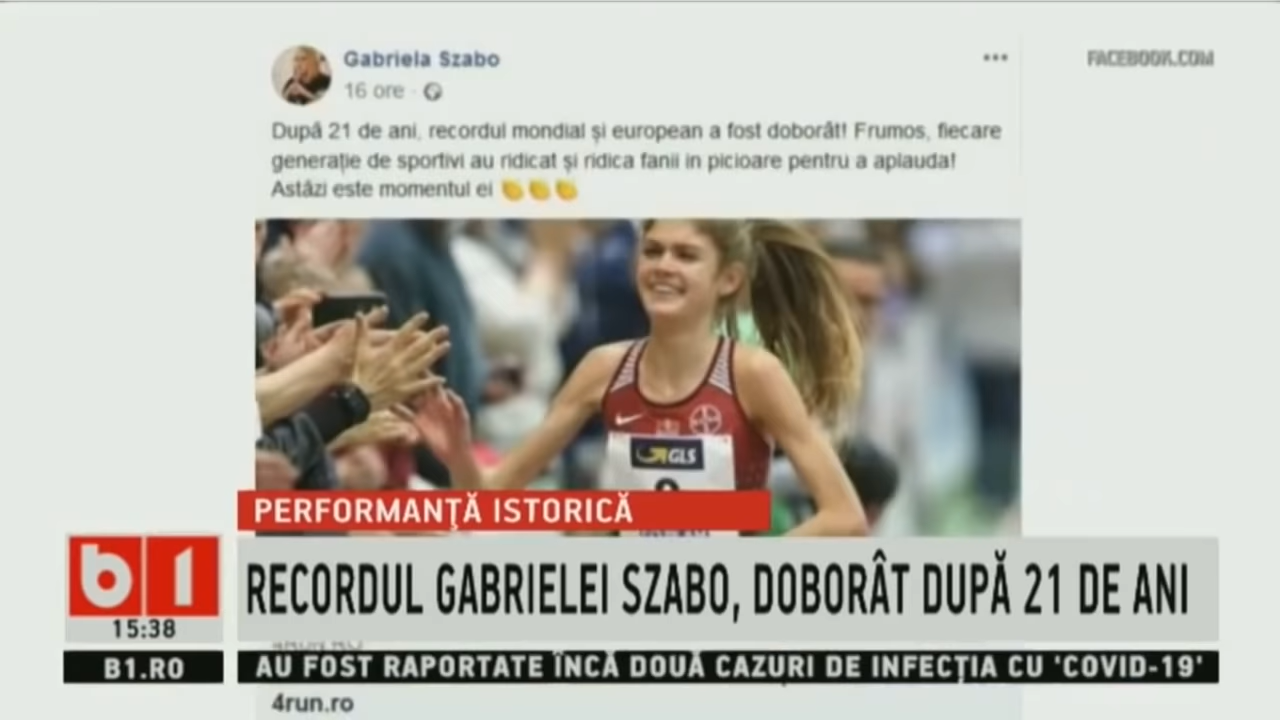 Gabriela Szabo
FACEBOOK.COM
16 ore
După 21 de ani, recordul mondial și european a fost doborât! Frumos, fiecare
generație de sportivi au ridicat și ridica fanii in picioare pentru a aplauda!
Astăzi este momentul ei 👏👏👏
GLS
PERFORMANŢĂ ISTORICĂ
b1
RECORDUL GABRIELEI SZABO, DOBORÂT DUPĂ 21 DE ANI
15:38
B1.RO
AU FOST RAPORTATE ÎNCĂ DOUĂ CAZURI DE INFECŢIA CU 'COVID-19'
4run.ro